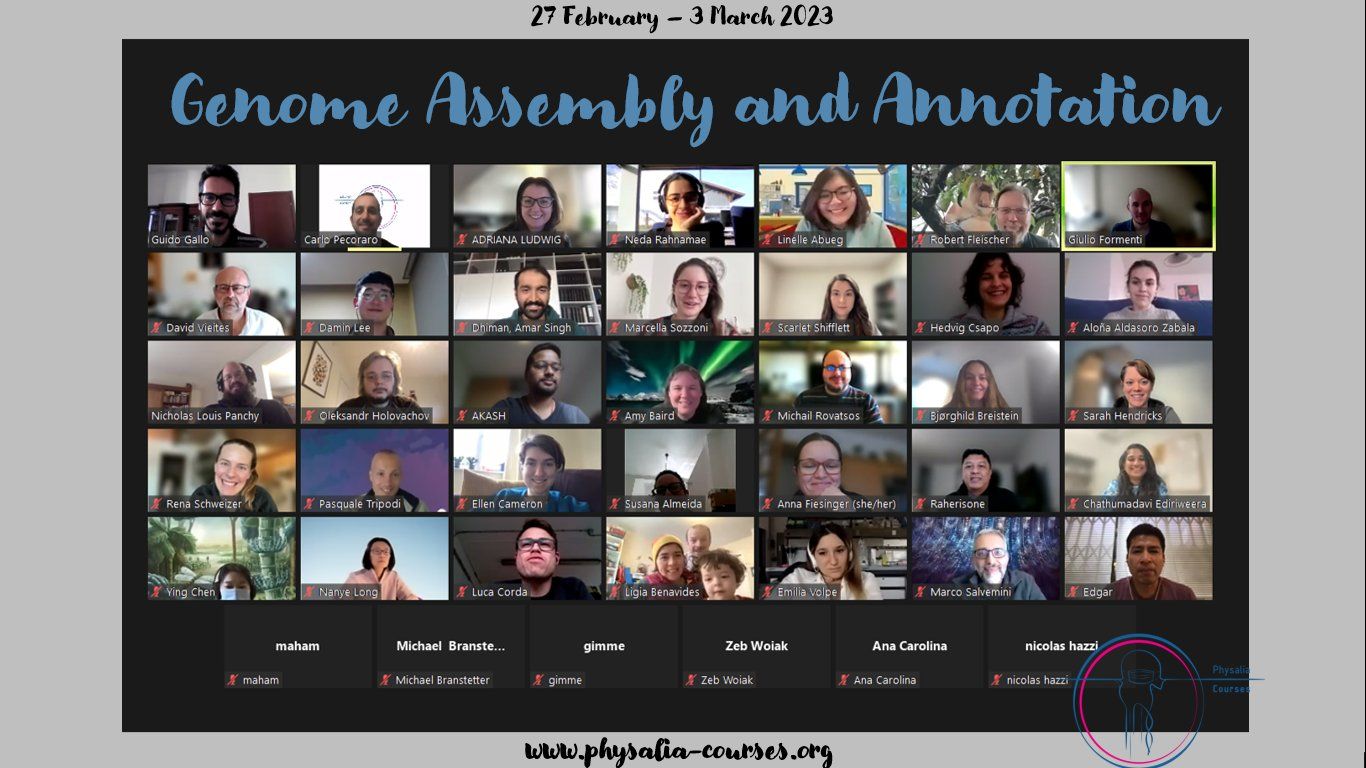 27 February – 3 March 2023
Genome Assembly and Annotation
Guido Gallo
Carlo Pecoraro
ADRIANA LUDWIG
Neda Rahnamae
Linelle Abueg
Robert Fleischer
Giulio Formenti
David Vieites
Damin Lee
Dhiman, Amar Singh
Marcella Sozzoni
Scarlet Shifflett
Hedvig Csapo
Aloña Aldasoro Zabala
Nicholas Louis Panchy
Oleksandr Holovachov
AKASH
Amy Baird
Michail Rovatsos
Bjørghild Breistein
Sarah Hendricks
Rena Schweizer
Pasquale Tripodi
Ellen Cameron
Susana Almeida
Anna Fiesinger (she/her)
Raherisone
Chathumadavi Ediriweera
Ying Chen
Nanye Long
Luca Corda
Ligia Benavides
Emilia Volpe
Marco Salvemini
Edgar
maham
Michael Branste...
gimme
Zeb Woiak
Ana Carolina
nicolas hazzi
maham
Michael Branstetter
gimme
Zeb Woiak
Ana Carolina
nicolas hazzi
Physalia
Courses
www.physalia-courses.org